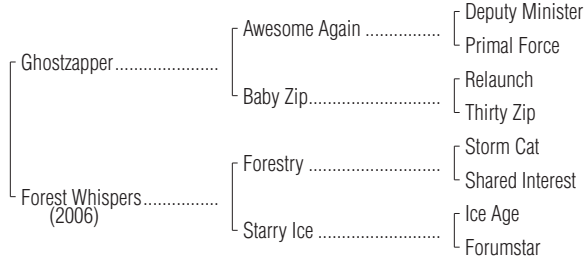 Deputy Minister
Awesome Again ................
Primal Force
Ghostzapper......................
Relaunch
Baby Zip............................
Thirty Zip
Storm Cat
Forestry ............................
Shared Interest
Forest Whispers................
(2006)
Ice Age
Starry Ice ..........................
Forumstar